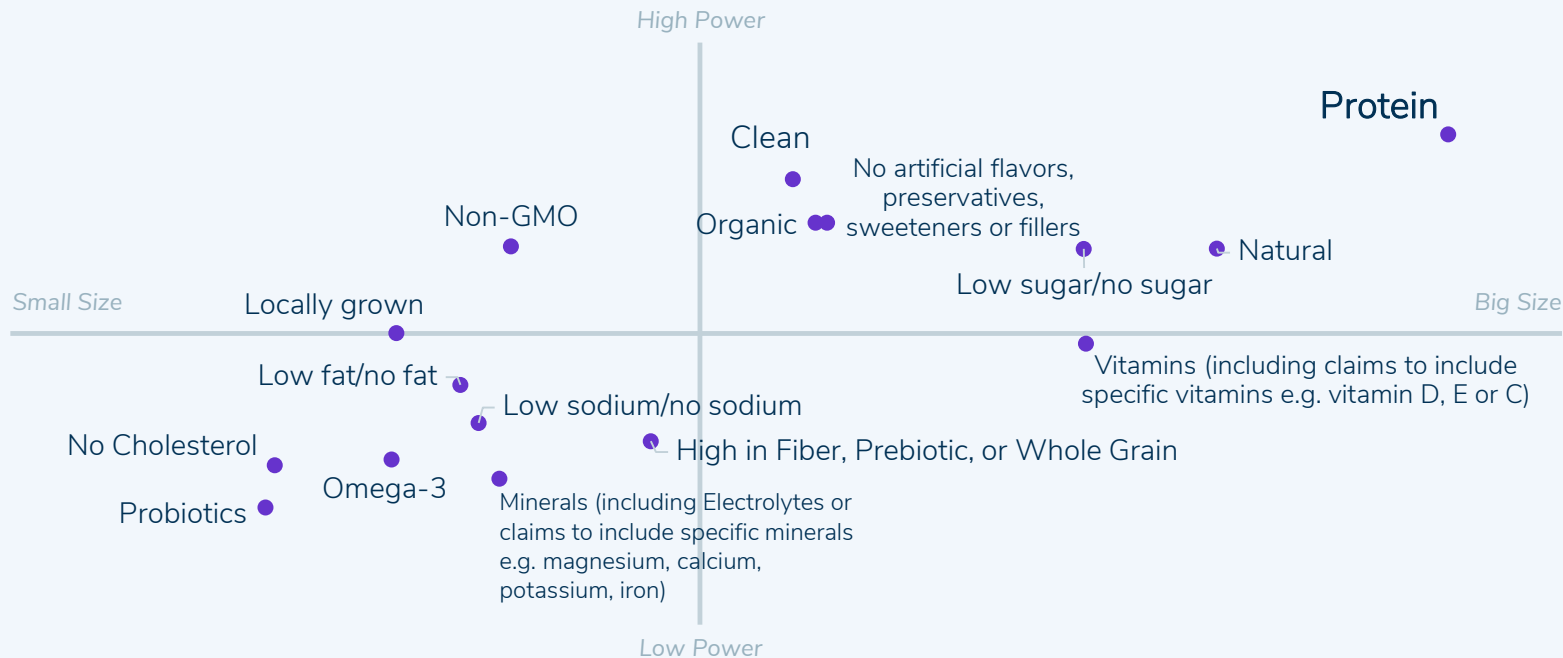 High Power
Protein
Clean
No artificial flavors,
preservatives,
sweeteners or fillers
Non-GMO
Organic
Natural
Low sugar/no sugar
Small Size
Locally grown
Big Size
Low fat/no fat
Vitamins (including claims to include
specific vitamins e.g. vitamin D, E or C)
Low sodium/no sodium
No Cholesterol
High in Fiber, Prebiotic, or Whole Grain
Omega-3
Probiotics
Minerals (including Electrolytes or
claims to include specific minerals
e.g. magnesium, calcium,
potassium, iron)
Low Power